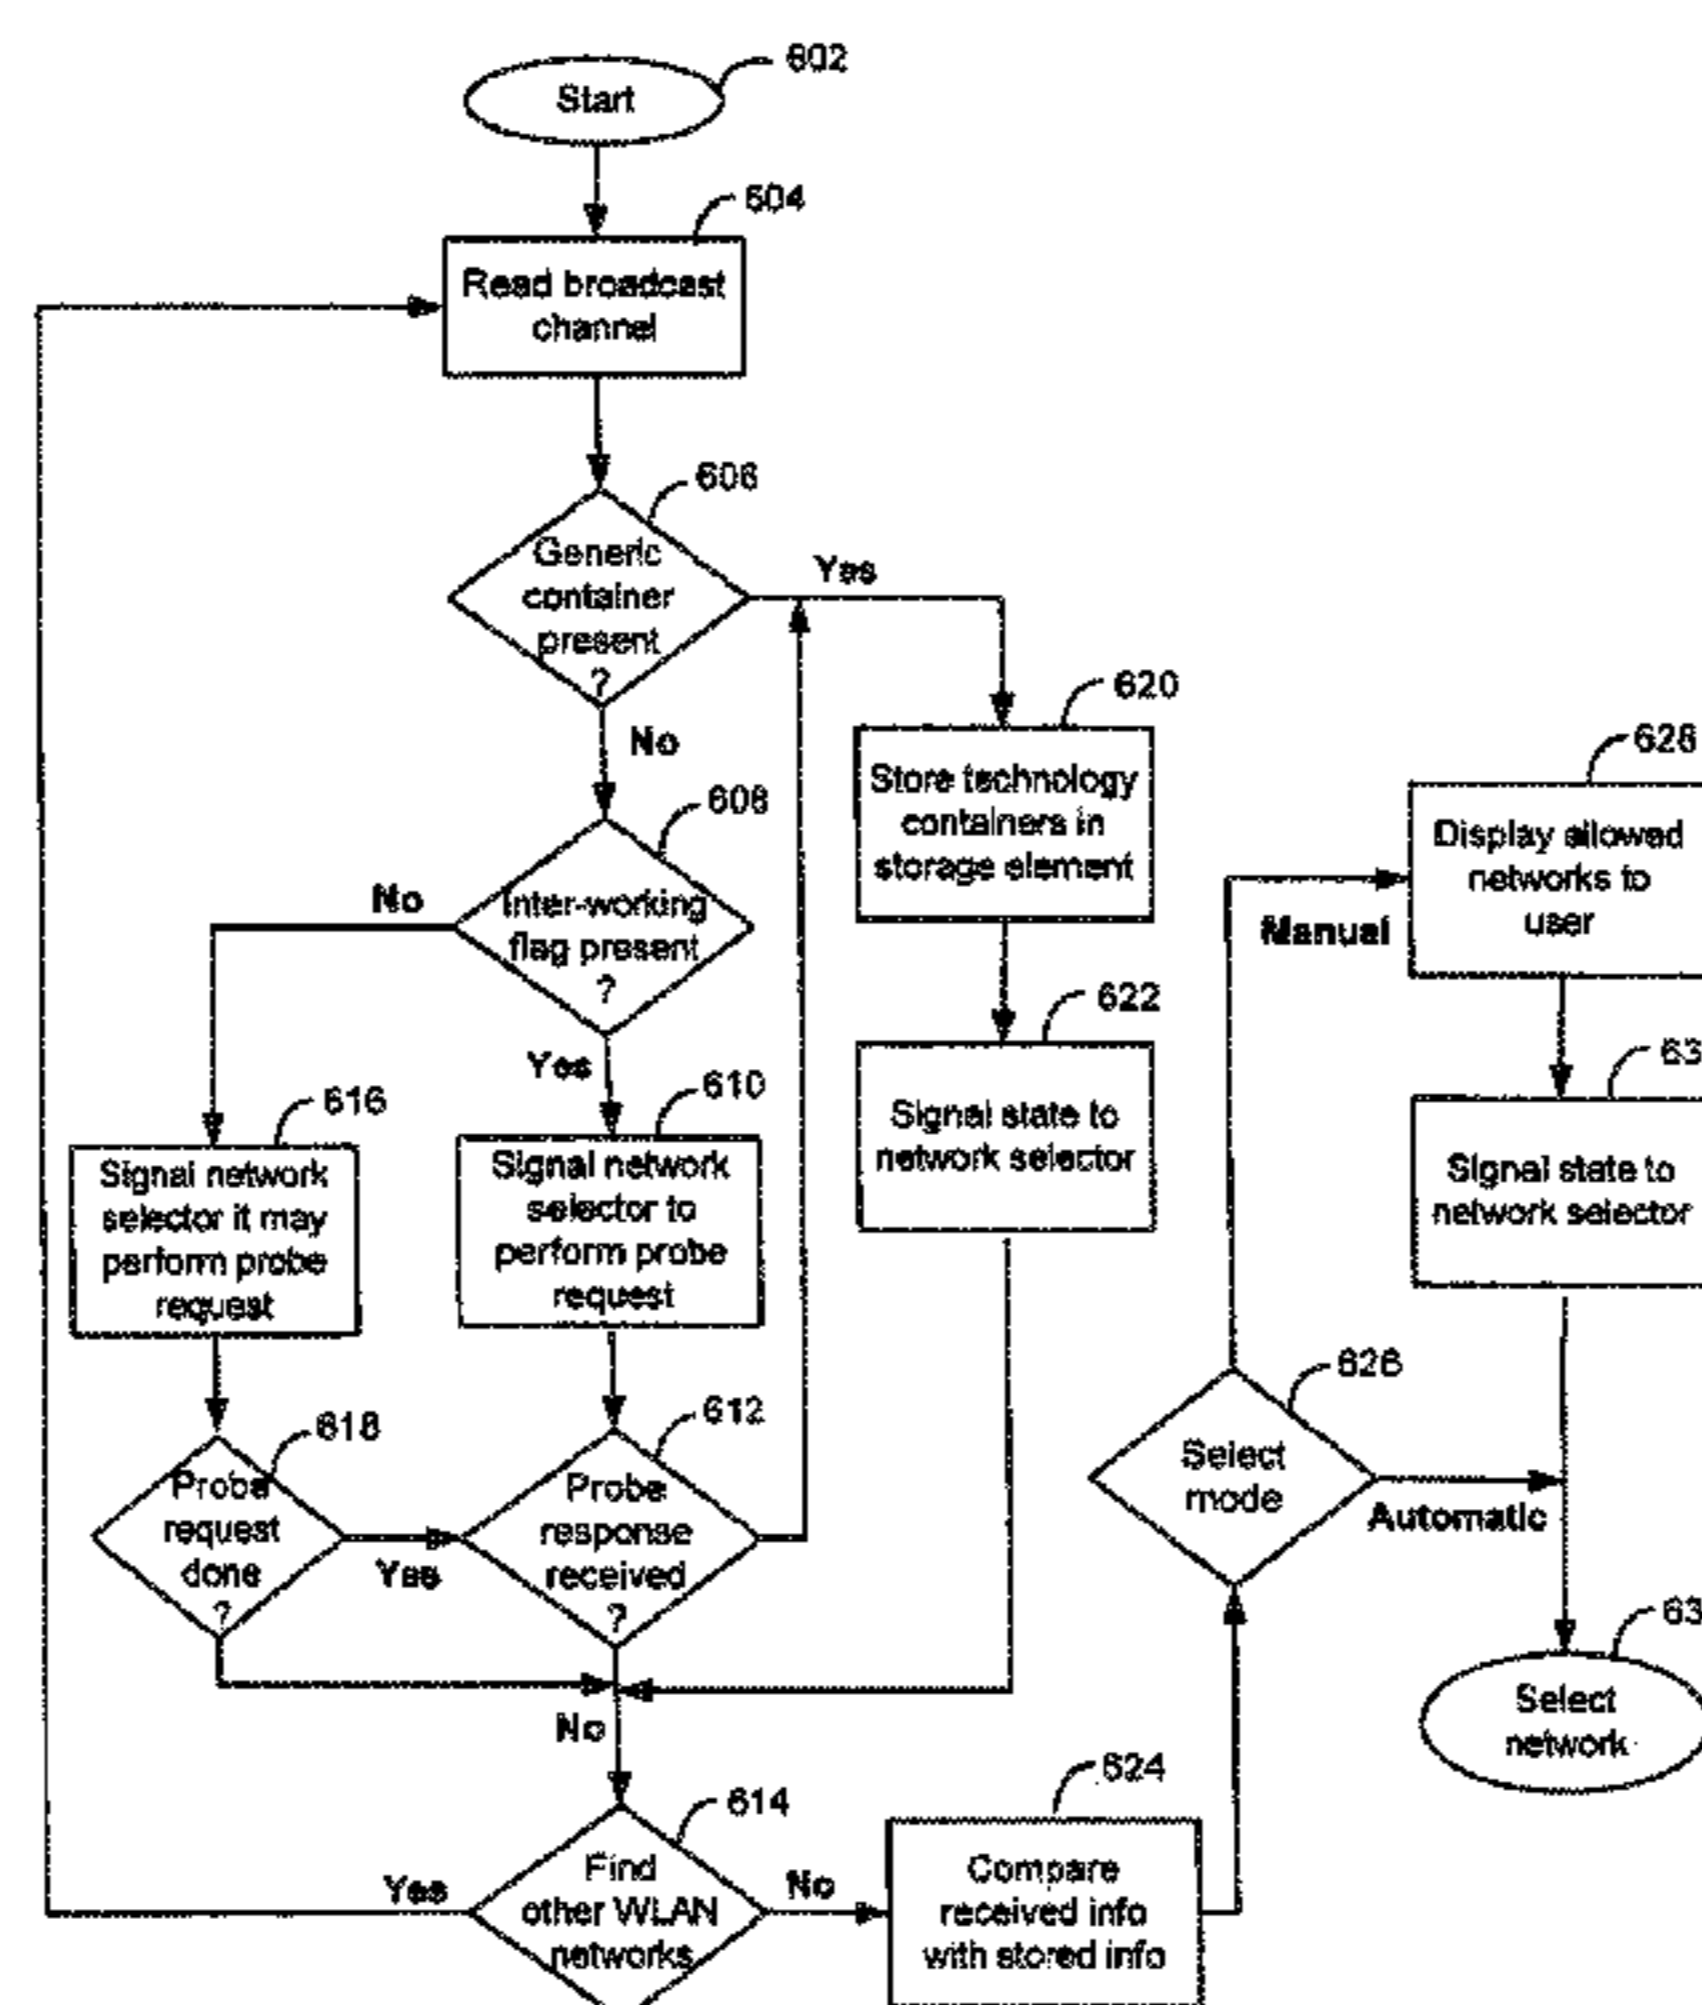 602
Start
604
Read broadcast
channel
606
Generic
container
present
?
Yes
No
608
Inter-working
flag present
?
No
Yes
620
Store technology
containers in
storage element
622
Signal state to
network selector
628
Display allowed
networks to
user
Manual
63
Signal state to
network selector
616
Signal network
selector it may
perform probe
request
610
Signal network
selector to
perform probe
request
618
Probe
request
done
?
Yes
612
Probe
response
received
?
No
626
Select
mode
Automatic
63
Select
network
614
Find
other WLAN
networks
Yes
No
624
Compare
received info
with stored info